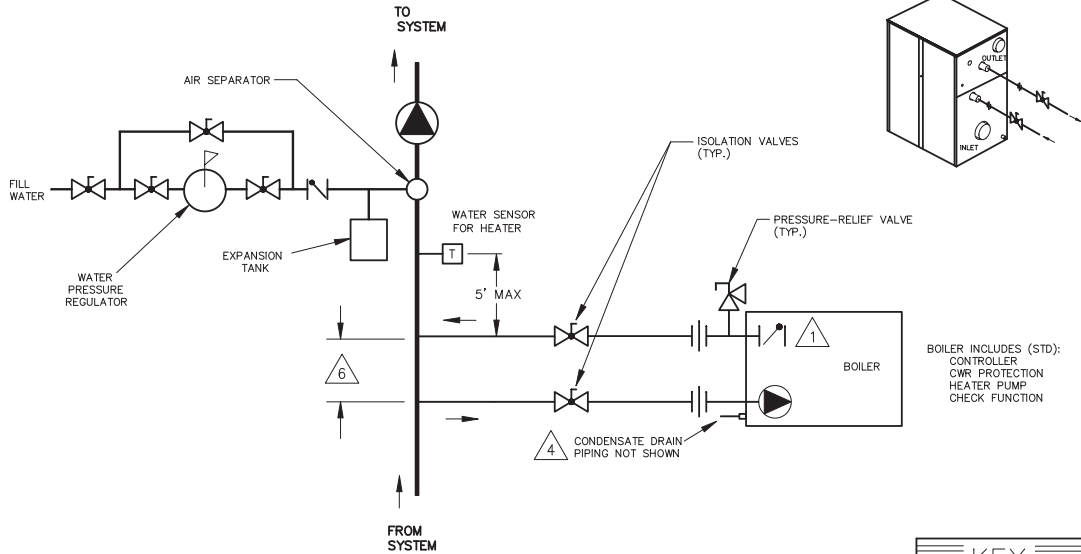 TO
SYSTEM
AIR SEPARATOR
OUTLET
INLET
ISOLATION VALVES
(TYP.)
FILL
WATER
WATER SENSOR
FOR HEATER
PRESSURE-RELIEF VALVE
(TYP.)
T
EXPANSION
TANK
WATER
PRESSURE
REGULATOR
5' MAX
1
BOILER
BOILER INCLUDES (STD):
CONTROLLER
CWR PROTECTION
HEATER PUMP
CHECK FUNCTION
6
4
CONDENSATE DRAIN
PIPING NOT SHOWN
FROM
SYSTEM
KEY